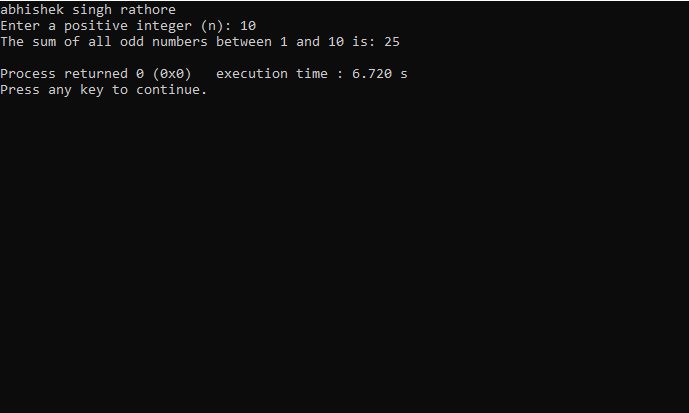 abhishek singh rathore
Enter a positive integer (n): 10
The sum of all odd numbers between 1 and 10 is: 25
Process returned 0 (0x0)   execution time : 6.720 s
Press any key to continue.